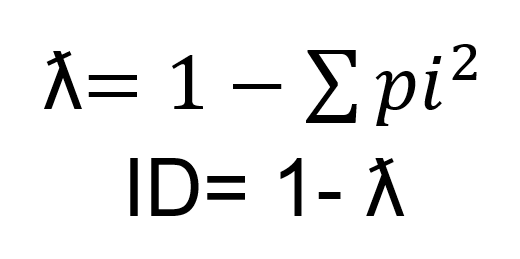 ƛ= 1 − ∑ pi²
ID= 1- ƛ